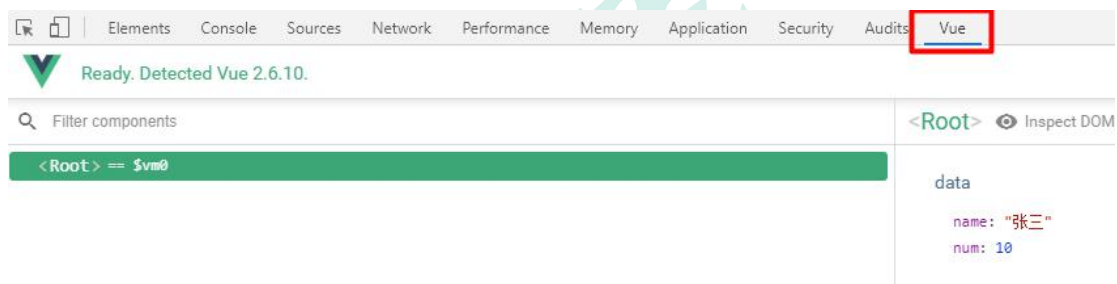 Elements Console Sources Network Performance Memory Application Security Audits Vue
Ready. Detected Vue 2.6.10.
Filter components
<Root> Inspect DOM
<Root> == $vm0
data
name: "张三"
num: 10